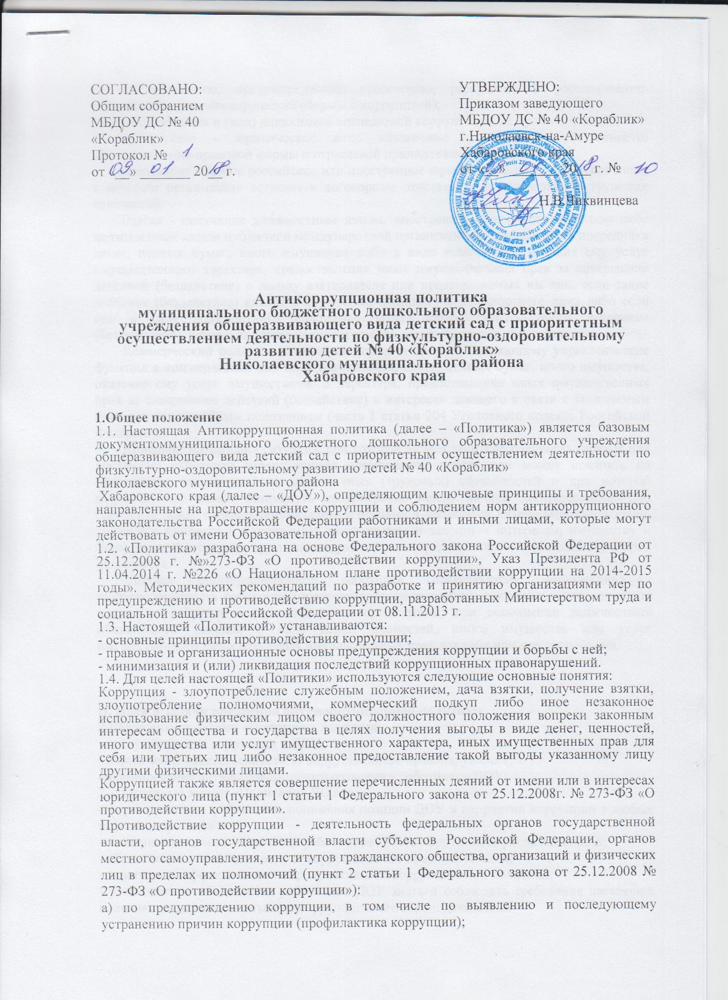 СОГЛАСОВАНО:
Общим собранием
МБДОУ ДС № 40
«Кораблик»
Протокол № 1
от «09» 01 2018 г.
УТВЕРЖДЕНО:
Приказом заведующего
МБДОУ ДС № 40 «Кораблик»
г.Николаевск-на-Амуре
Хабаровского края
от «09» 01 2018 г. № 10
Н.В.Чиквинцева
Антикоррупционная политика
муниципального бюджетного дошкольного образовательного
учреждения общеразвивающего вида детский сад с приоритетным
осуществлением деятельности по физкультурно-оздоровительному
развитию детей № 40 «Кораблик»
Николаевского муниципального района
Хабаровского края
1.Общее положение
1.1. Настоящая Антикоррупционная политика (далее – «Политика») является базовым
документоммуниципального бюджетного дошкольного образовательного учреждения
общеразвивающего вида детский сад с приоритетным осуществлением деятельности по
физкультурно-оздоровительному развитию детей № 40 «Кораблик»
Николаевского муниципального района
Хабаровского края (далее – «ДОУ»), определяющим ключевые принципы и требования,
направленные на предотвращение коррупции и соблюдением норм антикоррупционного
законодательства Российской Федерации работниками и иными лицами, которые могут
действовать от имени Образовательной организации.
1.2. «Политика» разработана на основе Федерального закона Российской Федерации от
25.12.2008 г. №»273-ФЗ «О противодействии коррупции», Указ Президента РФ от
11.04.2014 г. №226 «О Национальном плане противодействии коррупции на 2014-2015
годы». Методических рекомендаций по разработке и принятию организациями мер по
предупреждению и противодействию коррупции, разработанных Министерством труда и
социальной защиты Российской Федерации от 08.11.2013 г.
1.3. Настоящей «Политикой» устанавливаются:
- основные принципы противодействия коррупции;
- правовые и организационные основы предупреждения коррупции и борьбы с ней;
- минимизация и (или) ликвидация последствий коррупционных правонарушений.
1.4. Для целей настоящей «Политики» используются следующие основные понятия:
Коррупция - злоупотребление служебным положением, дача взятки, получение взятки,
злоупотребление полномочиями, коммерческий подкуп либо иное незаконное
использование физическим лицом своего должностного положения вопреки законным
интересам общества и государства в целях получения выгоды в виде денег, ценностей,
иного имущества или услуг имущественного характера, иных имущественных прав для
себя или третьих лиц либо незаконное предоставление такой выгоды указанному лицу
другими физическими лицами.
Коррупцией также является совершение перечисленных деяний от имени или в интересах
юридического лица (пункт 1 статьи 1 Федерального закона от 25.12.2008г. № 273-ФЗ «О
противодействии коррупции».
Противодействие коррупции - деятельность федеральных органов государственной
власти, органов государственной власти субъектов Российской Федерации, органов
местного самоуправления, институтов гражданского общества, организаций и физических
лиц в пределах их полномочий (пункт 2 статьи 1 Федерального закона от 25.12.2008 №
273-ФЗ «О противодействии коррупции»):
а) по предупреждению коррупции, в том числе по выявлению и последующему
устранению причин коррупции (профилактика коррупции);